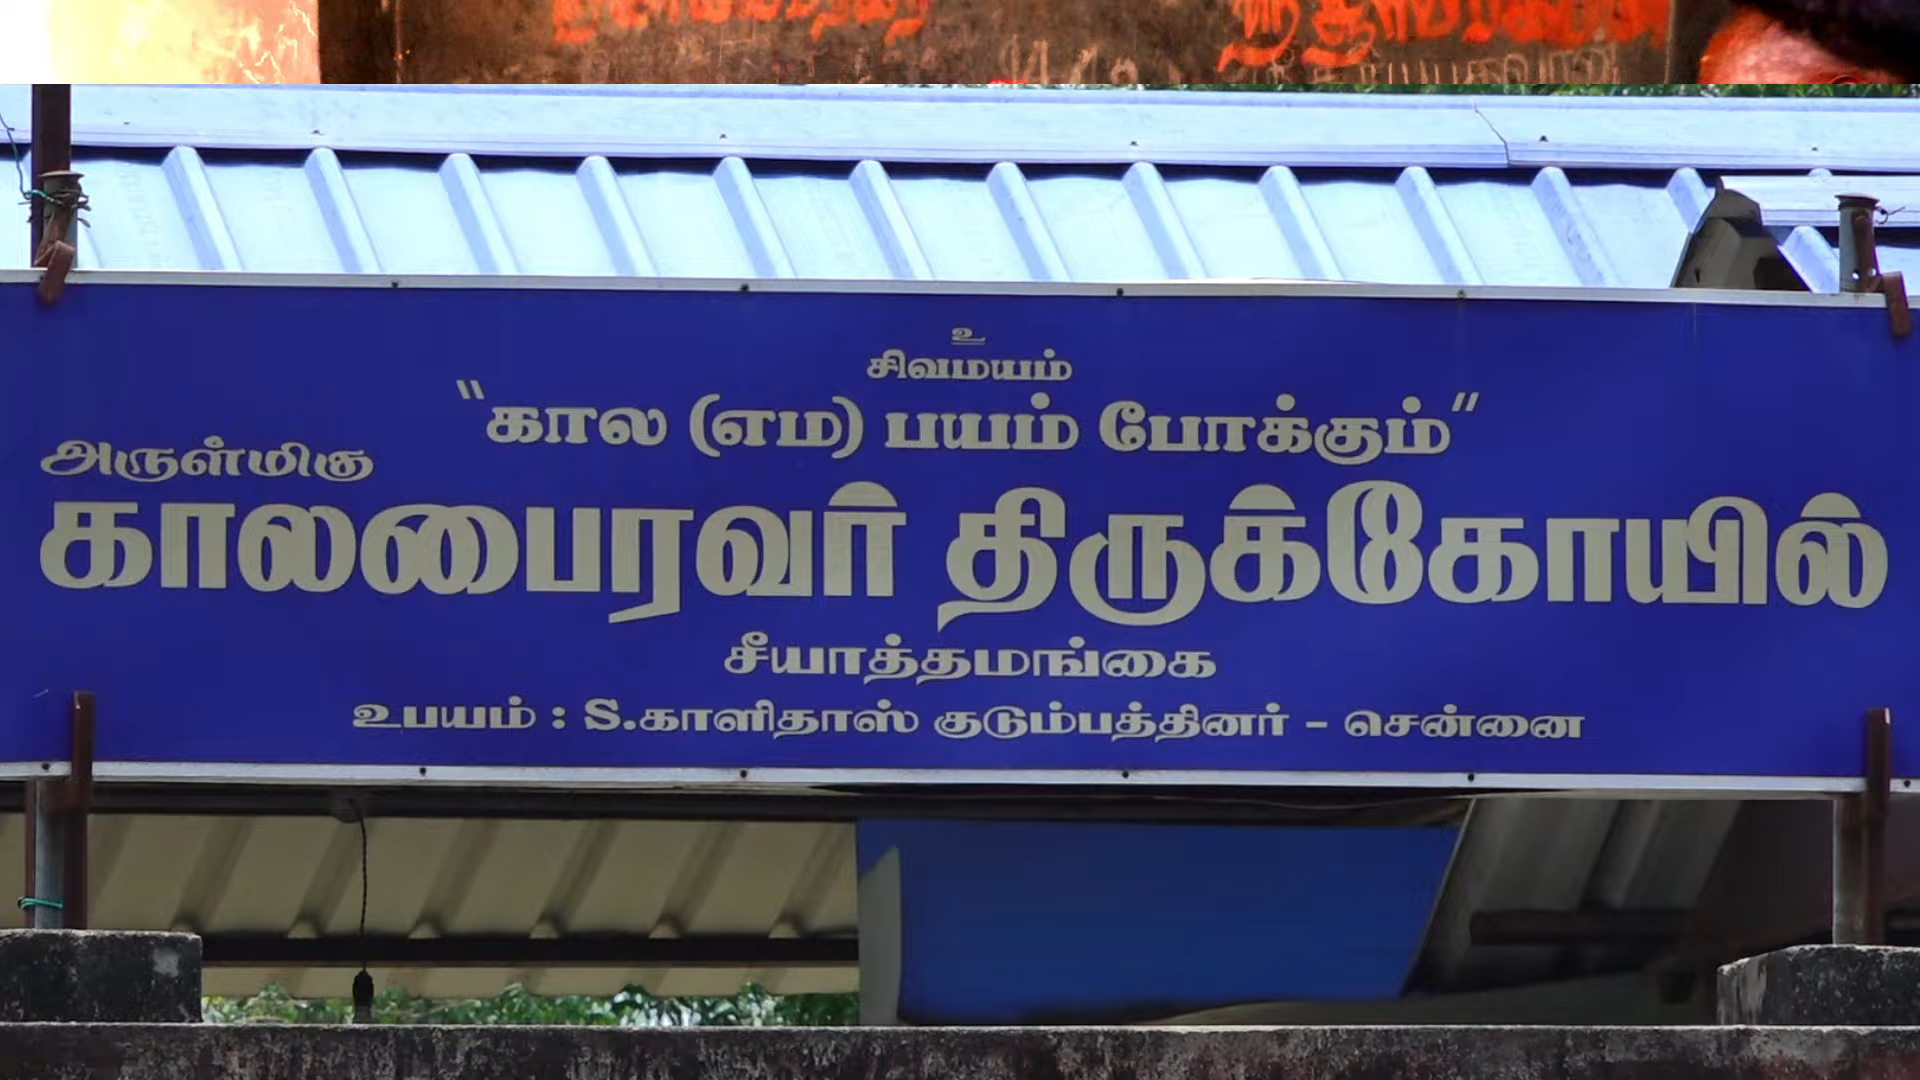 உ
சிவமயம்
"கால (எம) பயம் போக்கும்"
அருள்மிகு
காலபைரவர் திருக்கோயில்
சீயாத்தமங்கை
உபயம் : S.காளிதாஸ் குடும்பத்தினர் - சென்னை